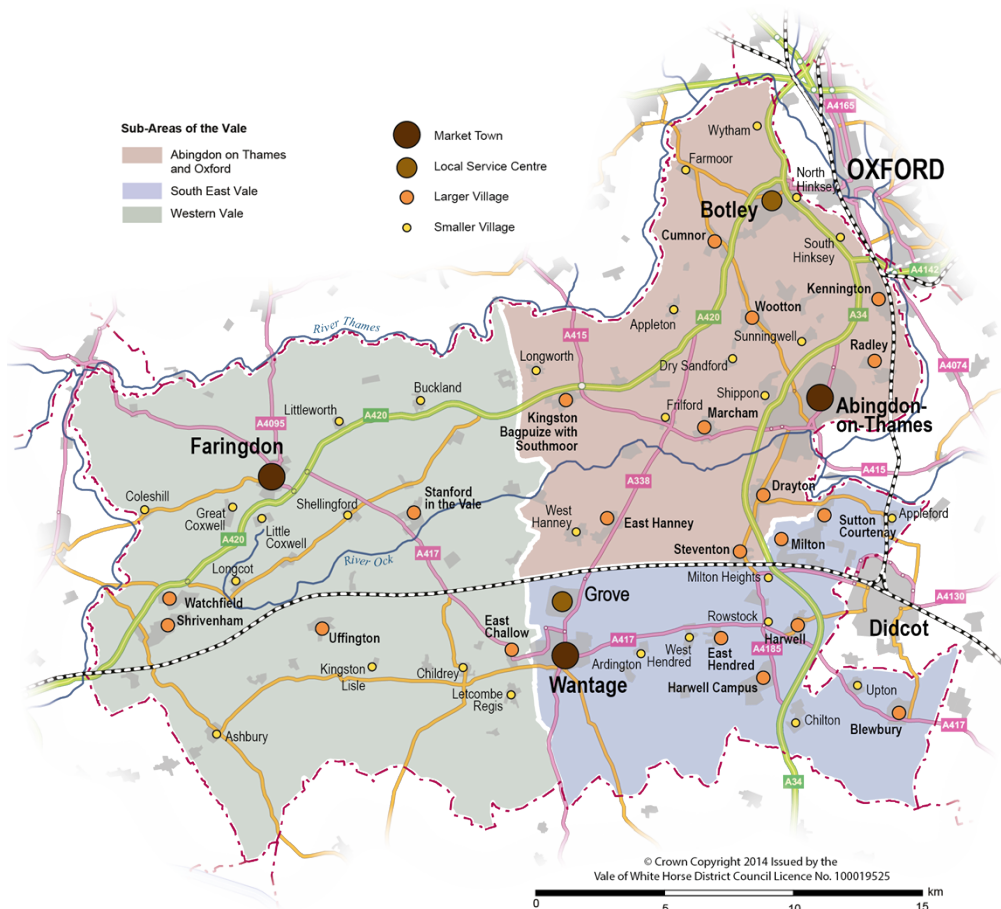 Sub-Areas of the Vale
Abingdon on Thames
and Oxford
South East Vale
Western Vale
Market Town
Local Service Centre
Larger Village
Smaller Village
A4165
Wytham
Farmoor
North
Hinksey
OXFORD
Botley
Cumnor
South
Hinksey
A4142
Kennington
River Thames
A415
Appleton
A420
Wootton
A34
Sunningwell
Radley
A4074
Longworth
Dry Sandford
Buckland
Shippon
Littleworth
A420
A4095
Kingston
Bagpuize with
Southmoor
Frilford
Marcham
Abingdon-
on-Thames
Faringdon
A415
A338
Drayton
Coleshill
Great
Coxwell
Shellingford
Stanford
in the Vale
West
Hanney
East Hanney
Sutton
Courtenay
Appleford
Little
Coxwell
A420
A417
River Ock
Steventon
Milton
Longcot
Milton Heights
Watchfield
Grove
A4130
Shrivenham
Uffington
East
Challow
Rowstock
Harwell
Didcot
A417
West
Hendred
East
Hendred
A4185
Kingston
Lisle
Childrey
Ardington
Wantage
Harwell Campus
Letcombe
Regis
Upton
Blewbury
Chilton
A417
Ashbury
A34
© Crown Copyright 2014 Issued by the
Vale of White Horse District Council Licence No. 100019525
km
0 5 10 15